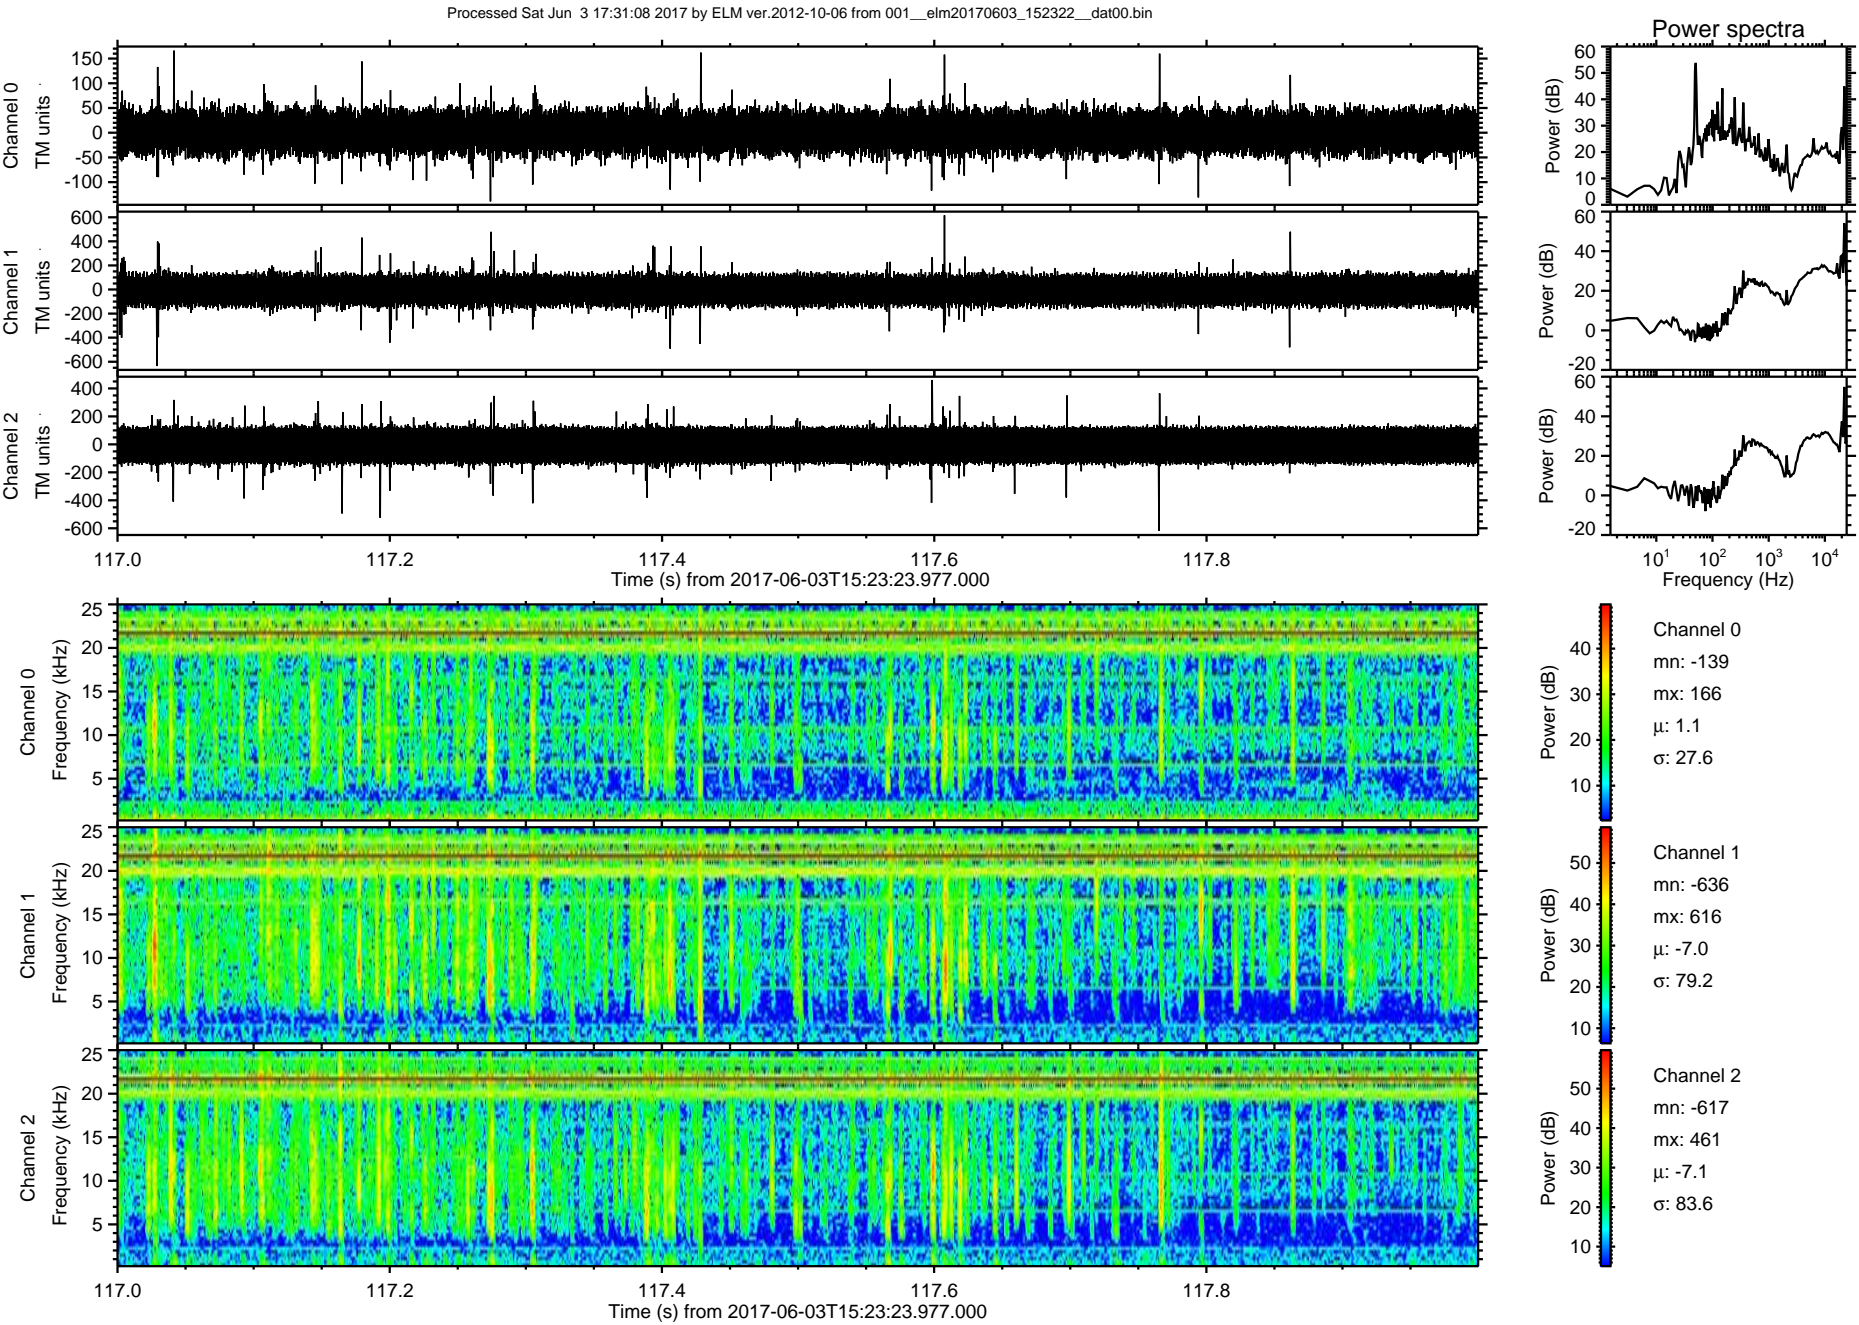 Processed Sat Jun 3 17:31:08 2017 by ELM ver.2012-10-06 from 001__elm20170603_152322__dat00.bin
Power spectra
Channel 0
TM units
150
100
50
0
-50
-100
Power (dB)
60
50
40
30
20
10
0
Channel 1
TM units
600
400
200
0
-200
-400
-600
Power (dB)
60
40
20
0
-20
Channel 2
TM units
400
200
0
-200
-400
-600
Power (dB)
60
40
20
0
-20
117.0 117.2 117.4 117.6 117.8
Time (s) from 2017-06-03T15:23:23.977.000
10^1 10^2 10^3 10^4
Frequency (Hz)
Channel 0
Frequency (kHz)
25
20
15
10
5
Power (dB)
40
30
20
10
Channel 0
mn: -139
mx: 166
μ: 1.1
σ: 27.6
Channel 1
Frequency (kHz)
25
20
15
10
5
Power (dB)
50
40
30
20
10
Channel 1
mn: -636
mx: 616
μ: -7.0
σ: 79.2
Channel 2
Frequency (kHz)
25
20
15
10
5
Power (dB)
50
40
30
20
10
Channel 2
mn: -617
mx: 461
μ: -7.1
σ: 83.6
117.0 117.2 117.4 117.6 117.8
Time (s) from 2017-06-03T15:23:23.977.000